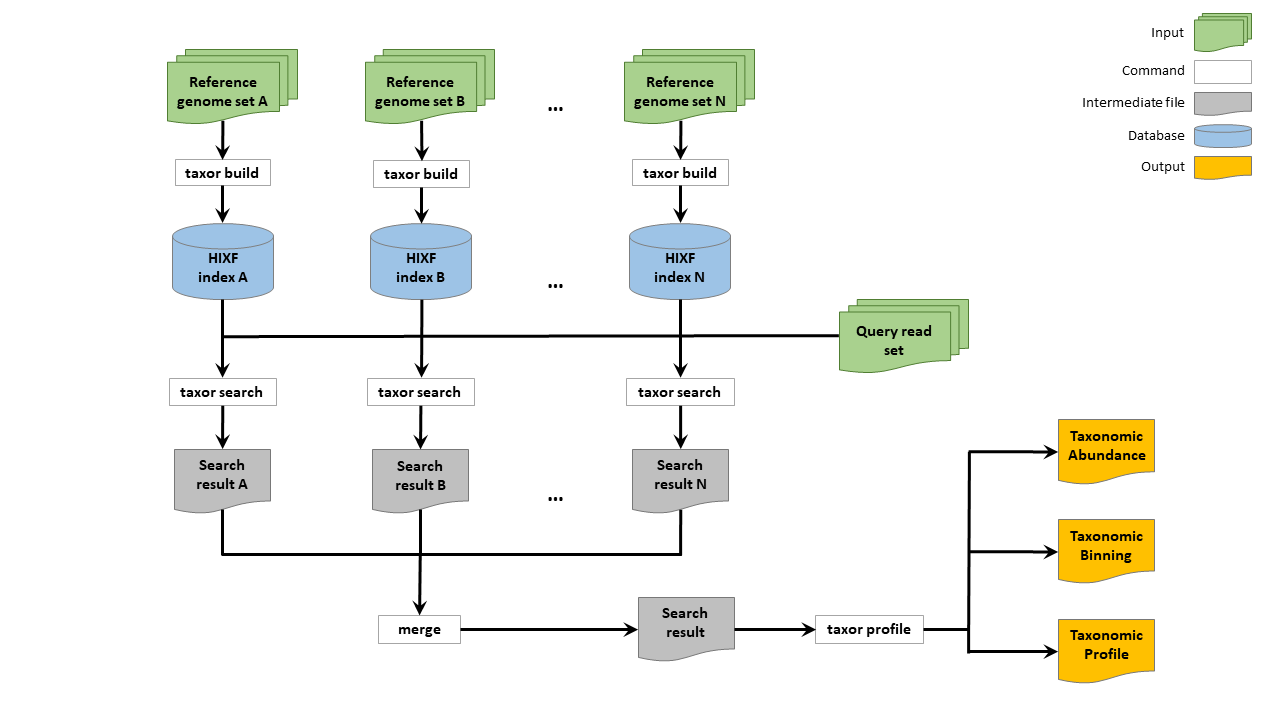 Input
Command
Intermediate file
Database
Output
Reference
genome set A
Reference
genome set B
...
Reference
genome set N
taxor build
taxor build
taxor build
HIXF
index A
HIXF
index B
...
HIXF
index N
Query read
set
taxor search
taxor search
taxor search
Search
result A
Search
result B
...
Search
result N
merge
Search
result
taxor profile
Taxonomic
Abundance
Taxonomic
Binning
Taxonomic
Profile